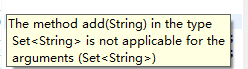 The method add(String) in the type
Set<String> is not applicable for the
arguments (Set<String>)